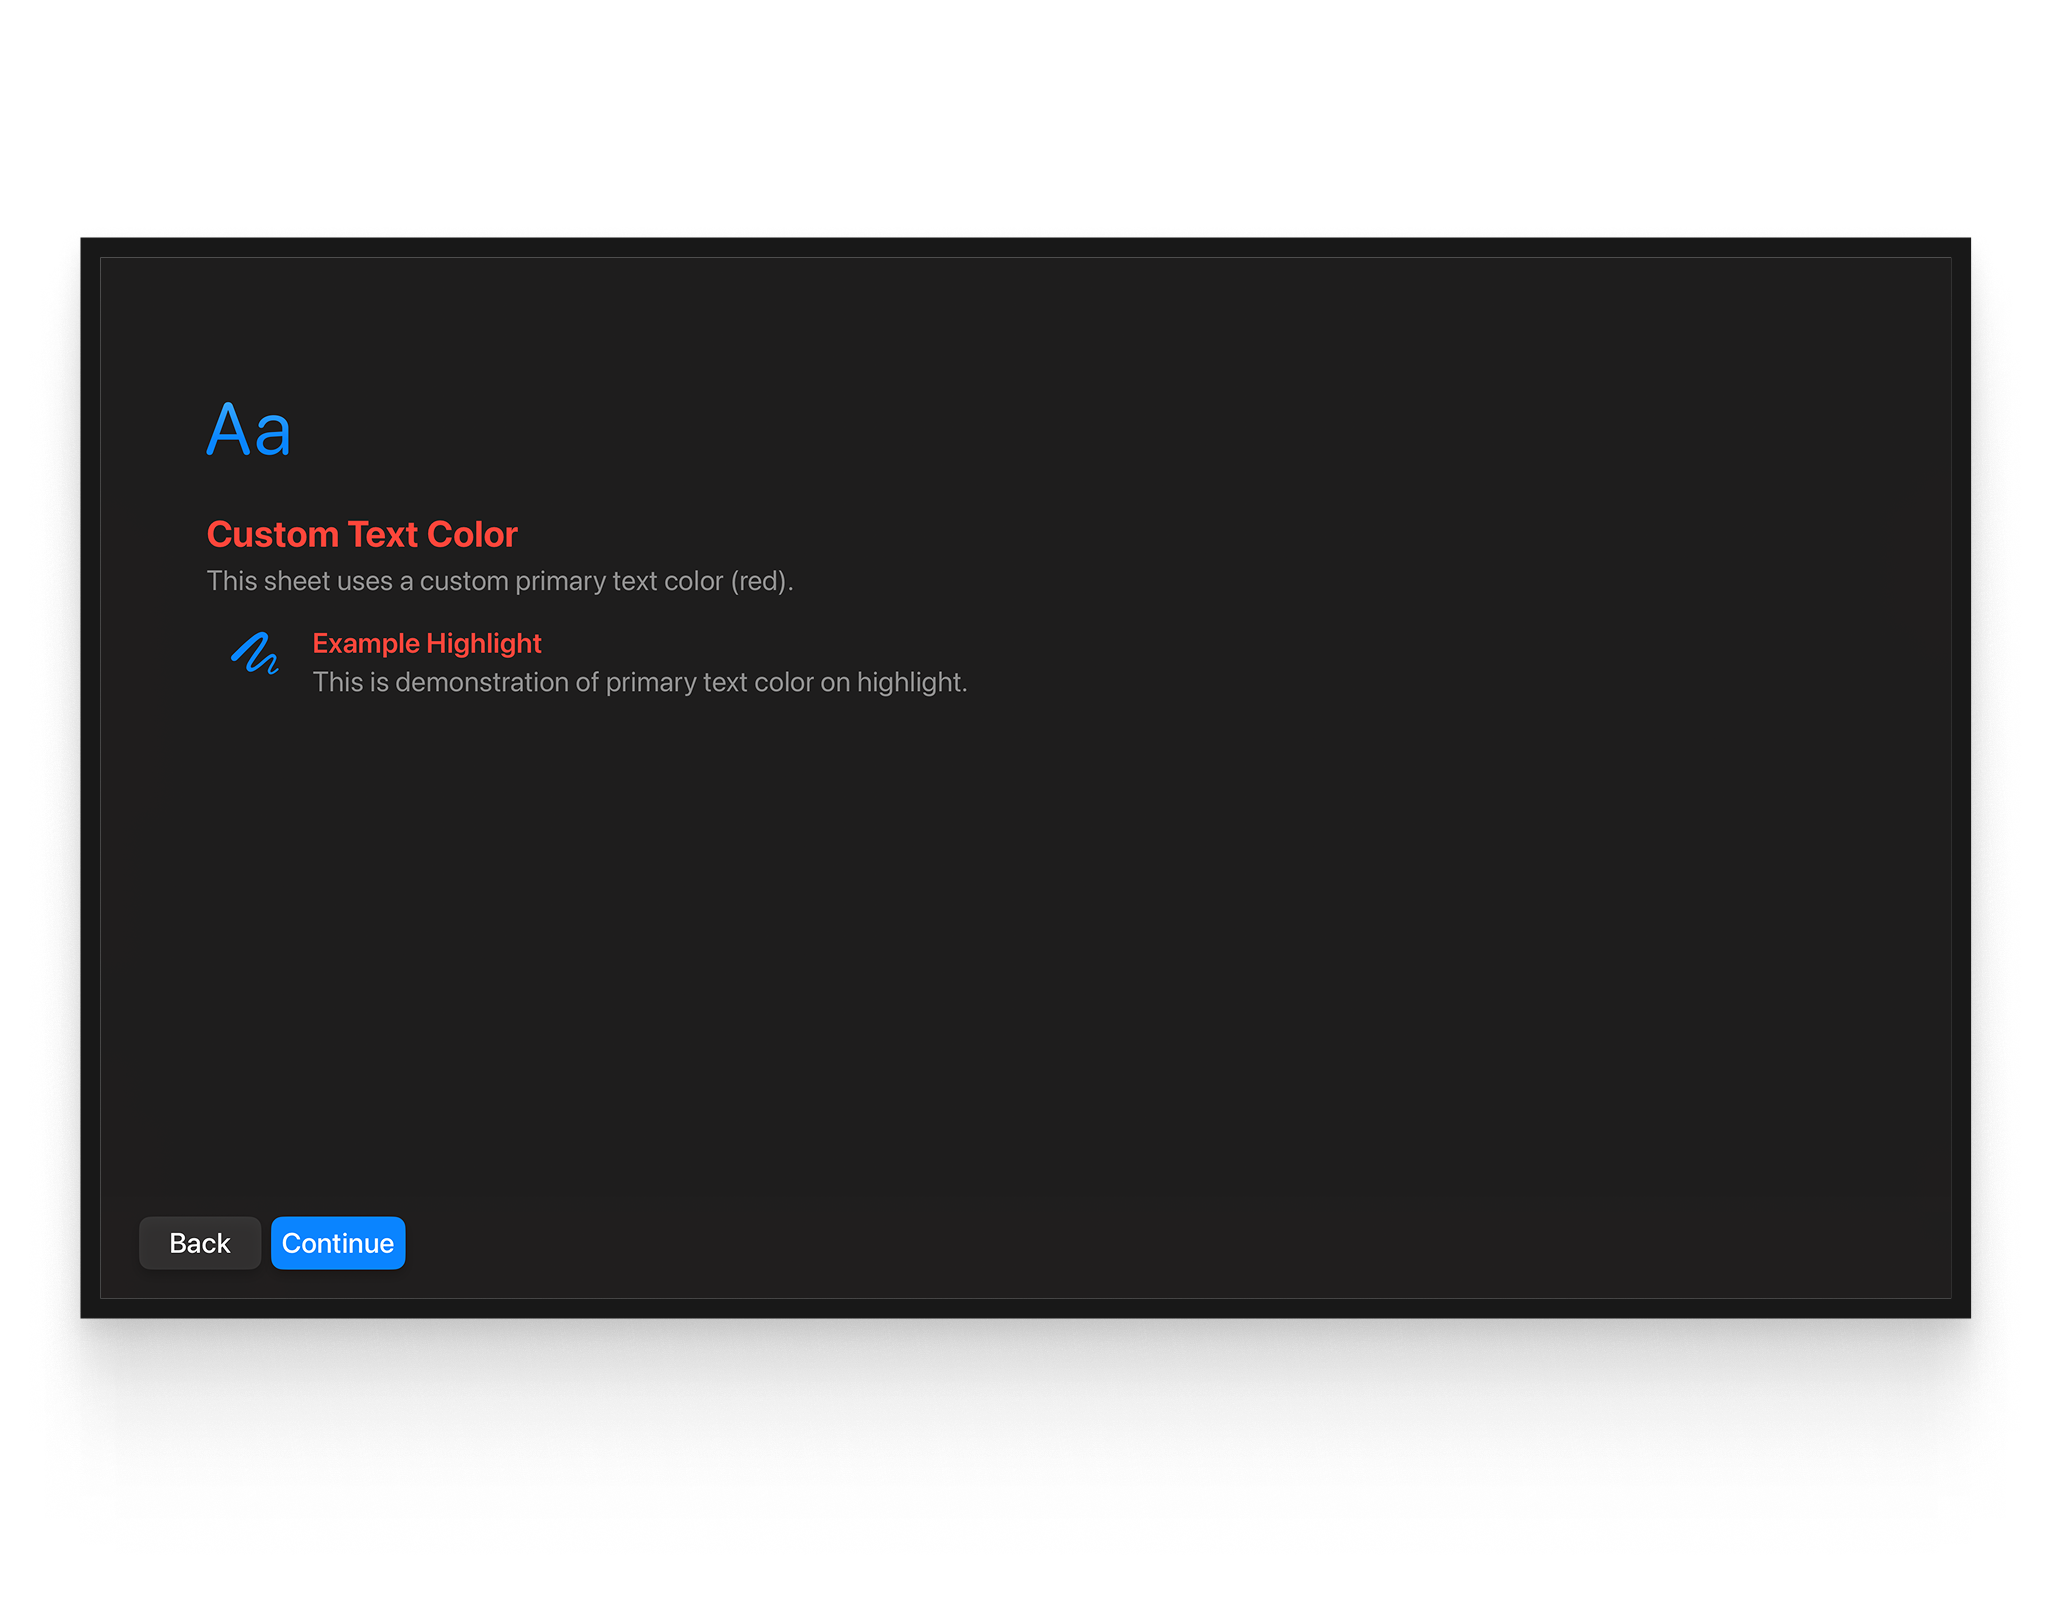 Aa
Custom Text Color
This sheet uses a custom primary text color (red).
Example Highlight
This is demonstration of primary text color on highlight.
Back Continue